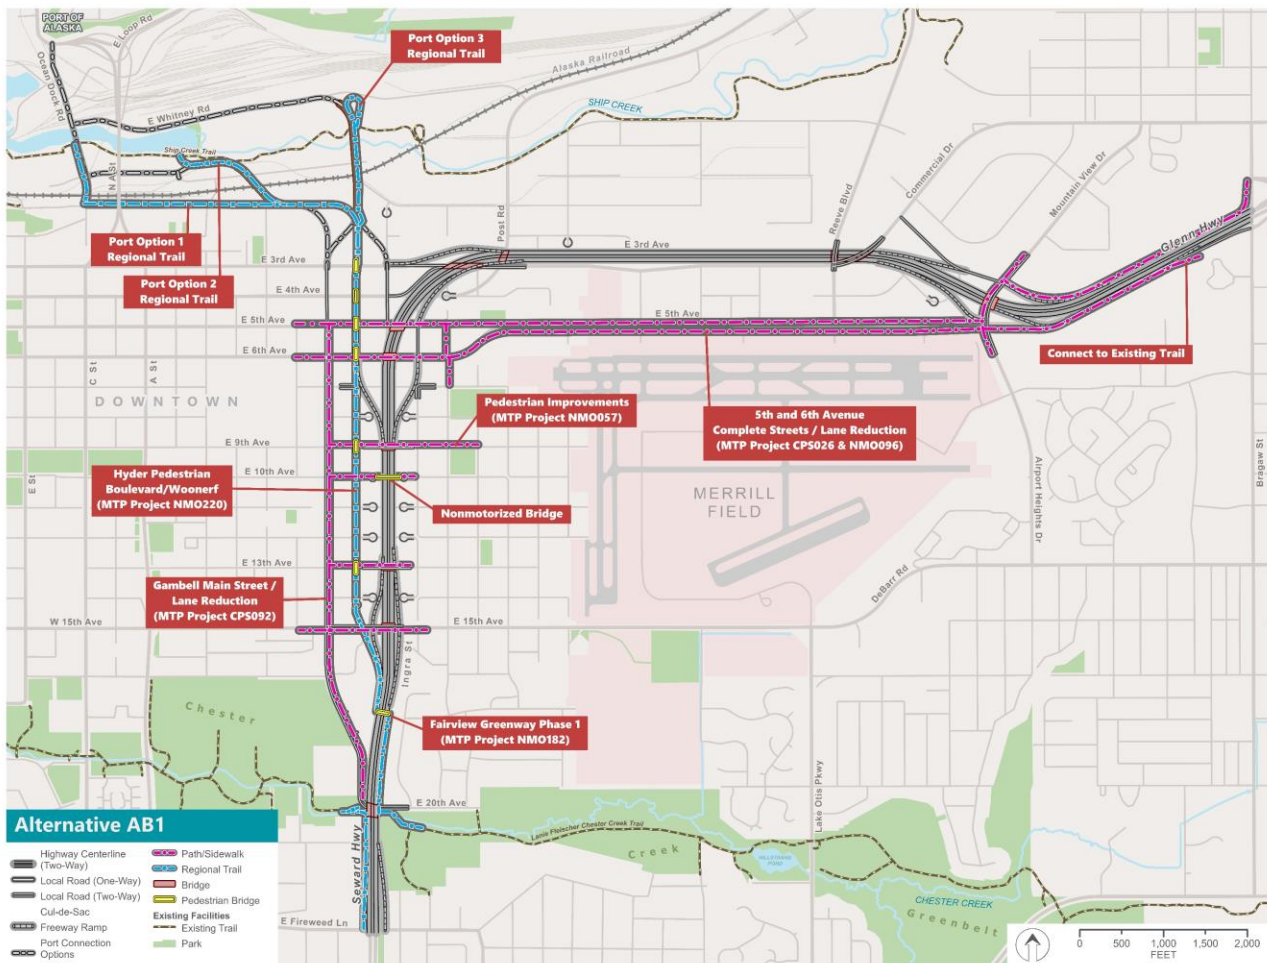 PORT OF
ALASKA
E Loop Rd
Ocean Dock Rd
Port Option 3
Regional Trail
Alaska Railroad
E Whitney Rd
SHIP CREEK
Ship Creek Trail
N A St
Commercial Dr
Mountain View Dr
Reeve Blvd
Post Rd
Glenn Hwy
Port Option 1
Regional Trail
E 3rd Ave
E 3rd Ave
Port Option 2
Regional Trail
E 4th Ave
E 5th Ave
E 5th Ave
E 6th Ave
Connect to Existing Trail
C St
A St
DOWNTOWN
Pedestrian Improvements
(MTP Project NMO057)
5th and 6th Avenue
Complete Streets / Lane Reduction
(MTP Project CPS026 & NMO096)
E 9th Ave
E 10th Ave
Hyder Pedestrian
Boulevard/Woonerf
(MTP Project NMO220)
E St
Bragaw St
Airport Heights Dr
MERRILL
FIELD
Nonmotorized Bridge
E 13th Ave
Gambell Main Street /
Lane Reduction
(MTP Project CPS092)
DeBarr Rd
W 15th Ave
E 15th Ave
Ingra St
Chester
Fairview Greenway Phase 1
(MTP Project NMO182)
Lake Otis Pkwy
E 20th Ave
Lanie Fleischer Chester Creek Trail
Creek
HILLSTRAND
POND
CHESTER CREEK
Greenbelt
Seward Hwy
E Fireweed Ln
Alternative AB1
Highway Centerline
(Two-Way)
Local Road (One-Way)
Local Road (Two-Way)
Cul-de-Sac
Freeway Ramp
Port Connection
Options
Path/Sidewalk
Regional Trail
Bridge
Pedestrian Bridge
Existing Facilities
Existing Trail
Park
0 500 1,000 1,500 2,000
FEET